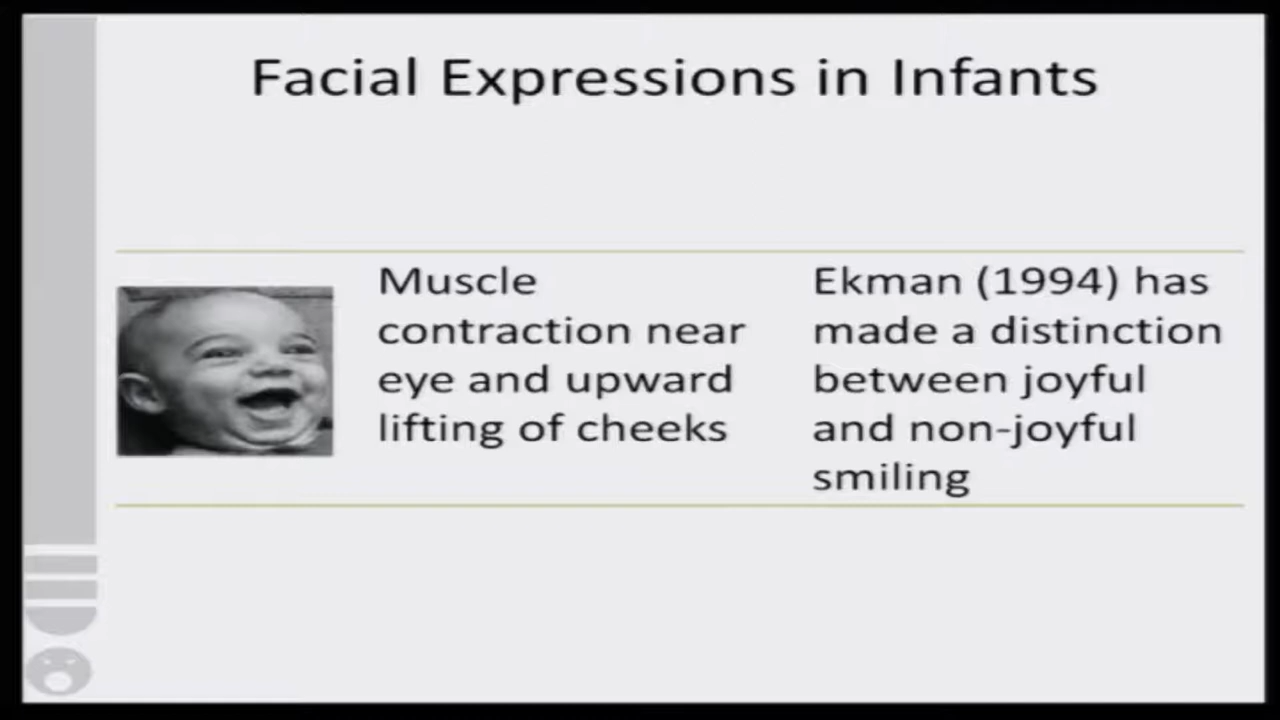 Facial Expressions in Infants
Muscle
contraction near
eye and upward
lifting of cheeks
Ekman (1994) has
made a distinction
between joyful
and non-joyful
smiling